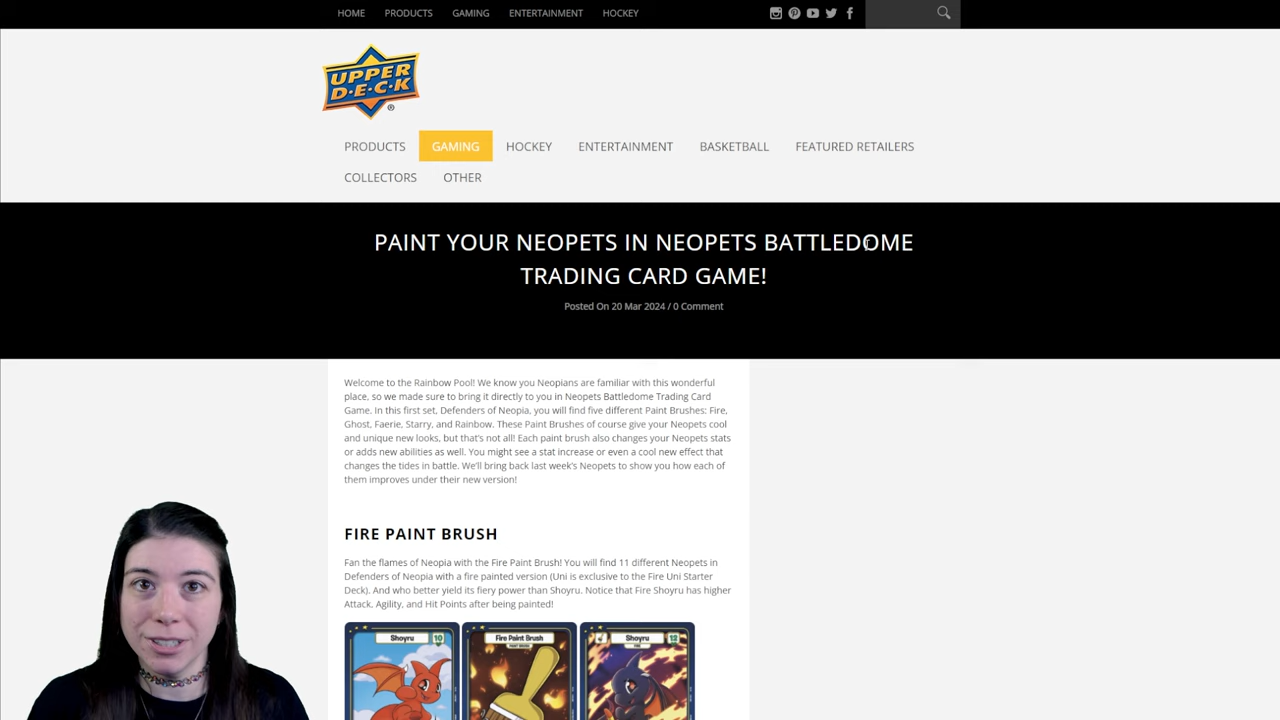 HOME PRODUCTS GAMING ENTERTAINMENT HOCKEY
UPPER
D·E·C·K
®
PRODUCTS GAMING HOCKEY ENTERTAINMENT BASKETBALL FEATURED RETAILERS
COLLECTORS OTHER
PAINT YOUR NEOPETS IN NEOPETS BATTLEDOME
TRADING CARD GAME!
Posted On 20 Mar 2024 / 0 Comment
Welcome to the Rainbow Pool! We know you Neopians are familiar with this wonderful
place, so we made sure to bring it directly to you in Neopets Battledome Trading Card
Game. In this first set, Defenders of Neopia, you will find five different Paint Brushes: Fire,
Ghost, Faerie, Starry, and Rainbow. These Paint Brushes of course give your Neopets cool
and unique new looks, but that's not all! Each paint brush also changes your Neopets stats
or adds new abilities as well. You might see a stat increase or even a cool new effect that
changes the tides in battle. We'll bring back last week's Neopets to show you how each of
them improves under their new version!
FIRE PAINT BRUSH
Fan the flames of Neopia with the Fire Paint Brush! You will find 11 different Neopets in
Defenders of Neopia with a fire painted version (Uni is exclusive to the Fire Uni Starter
Deck). And who better yield its fiery power than Shoyru. Notice that Fire Shoyru has higher
Attack, Agility, and Hit Points after being painted!
Shoyru 10 Fire Paint Brush Shoyru 12
PAINT BRUSH FIRE